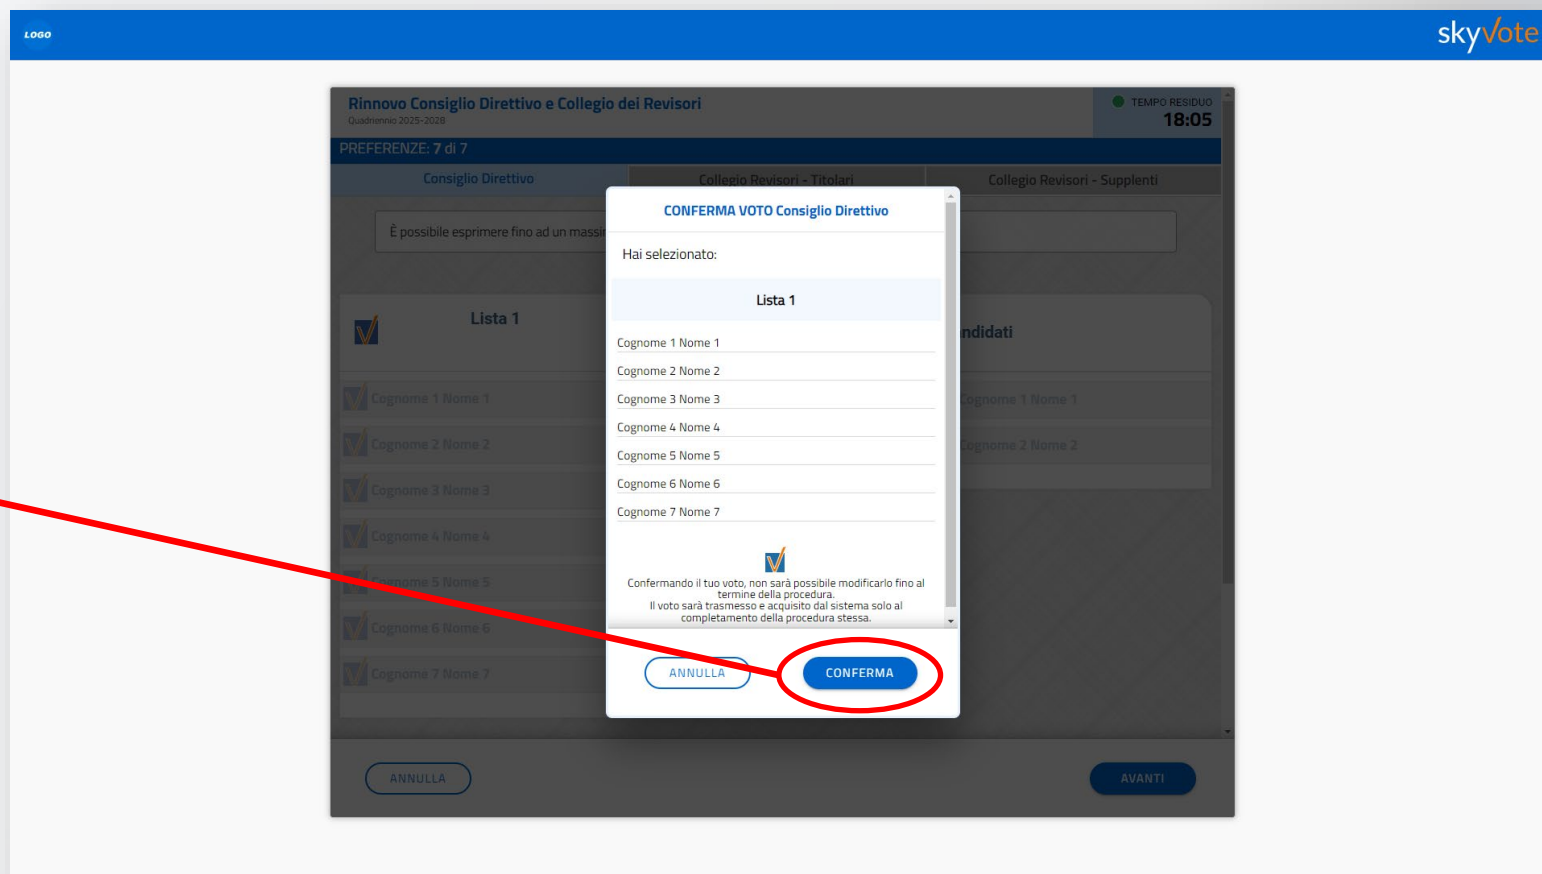 LOGO
skyvote
Rinnovo Consiglio Direttivo e Collegio dei Revisori
Quadriennio 2025-2028
TEMPO RESIDUO
18:05
PREFERENZE: 7 di 7
Consiglio Direttivo
Collegio Revisori - Titolari
Collegio Revisori - Supplenti
È possibile esprimere fino ad un
Lista 1
Cognome 1 Nome 1
Cognome 2 Nome 2
Cognome 3 Nome 3
Cognome 4 Nome 4
Cognome 5 Nome 5
Cognome 6 Nome 6
Cognome 7 Nome 7
CONFERMA VOTO Consiglio Direttivo
Hai selezionato:
Lista 1
Cognome 1 Nome 1
Cognome 2 Nome 2
Cognome 3 Nome 3
Cognome 4 Nome 4
Cognome 5 Nome 5
Cognome 6 Nome 6
Cognome 7 Nome 7
Confermando il tuo voto, non sarà possibile modificarlo fino al
termine della procedura.
Il voto sarà trasmesso e acquisito dal sistema solo al
completamento della procedura stessa.
ANNULLA
CONFERMA
ndidati
Cognome 1 Nome 1
Cognome 2 Nome 2
ANNULLA
AVANTI